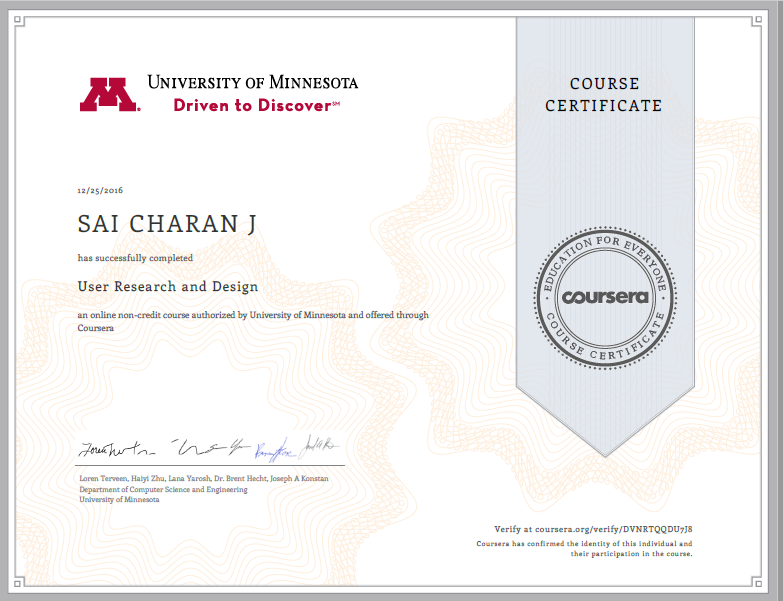 UNIVERSITY OF MINNESOTA
Driven to Discover℠
COURSE
CERTIFICATE
12/25/2016
SAI CHARAN J
has successfully completed
User Research and Design
an online non-credit course authorized by University of Minnesota and offered through
Coursera
EDUCATION FOR EVERYONE
coursera
COURSE CERTIFICATE
Loren Terveen, Haiyi Zhu, Lana Yarosh, Dr. Brent Hecht, Joseph A Konstan
Department of Computer Science and Engineering
University of Minnesota
Verify at coursera.org/verify/DVNRTQQDU7J8
Coursera has confirmed the identity of this individual and
their participation in the course.